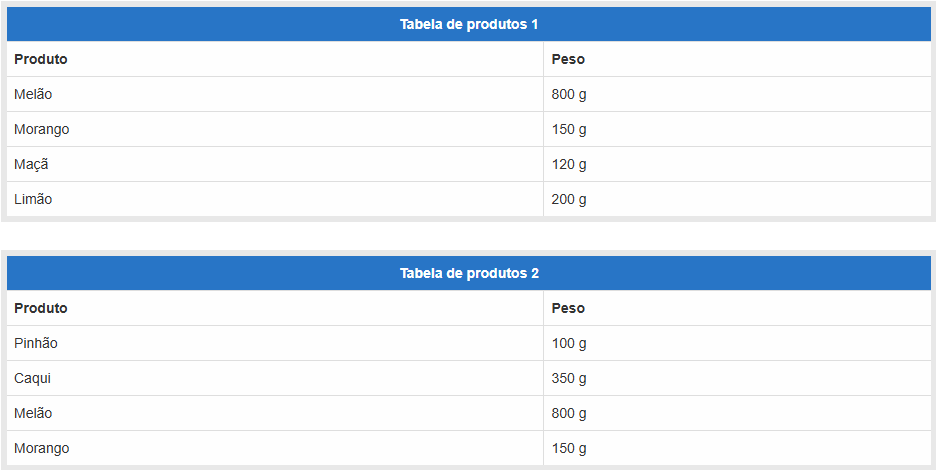 Tabela de produtos 1
Produto Peso
Melão 800 g
Morango 150 g
Maçã 120 g
Limão 200 g
Tabela de produtos 2
Produto Peso
Pinhão 100 g
Caqui 350 g
Melão 800 g
Morango 150 g